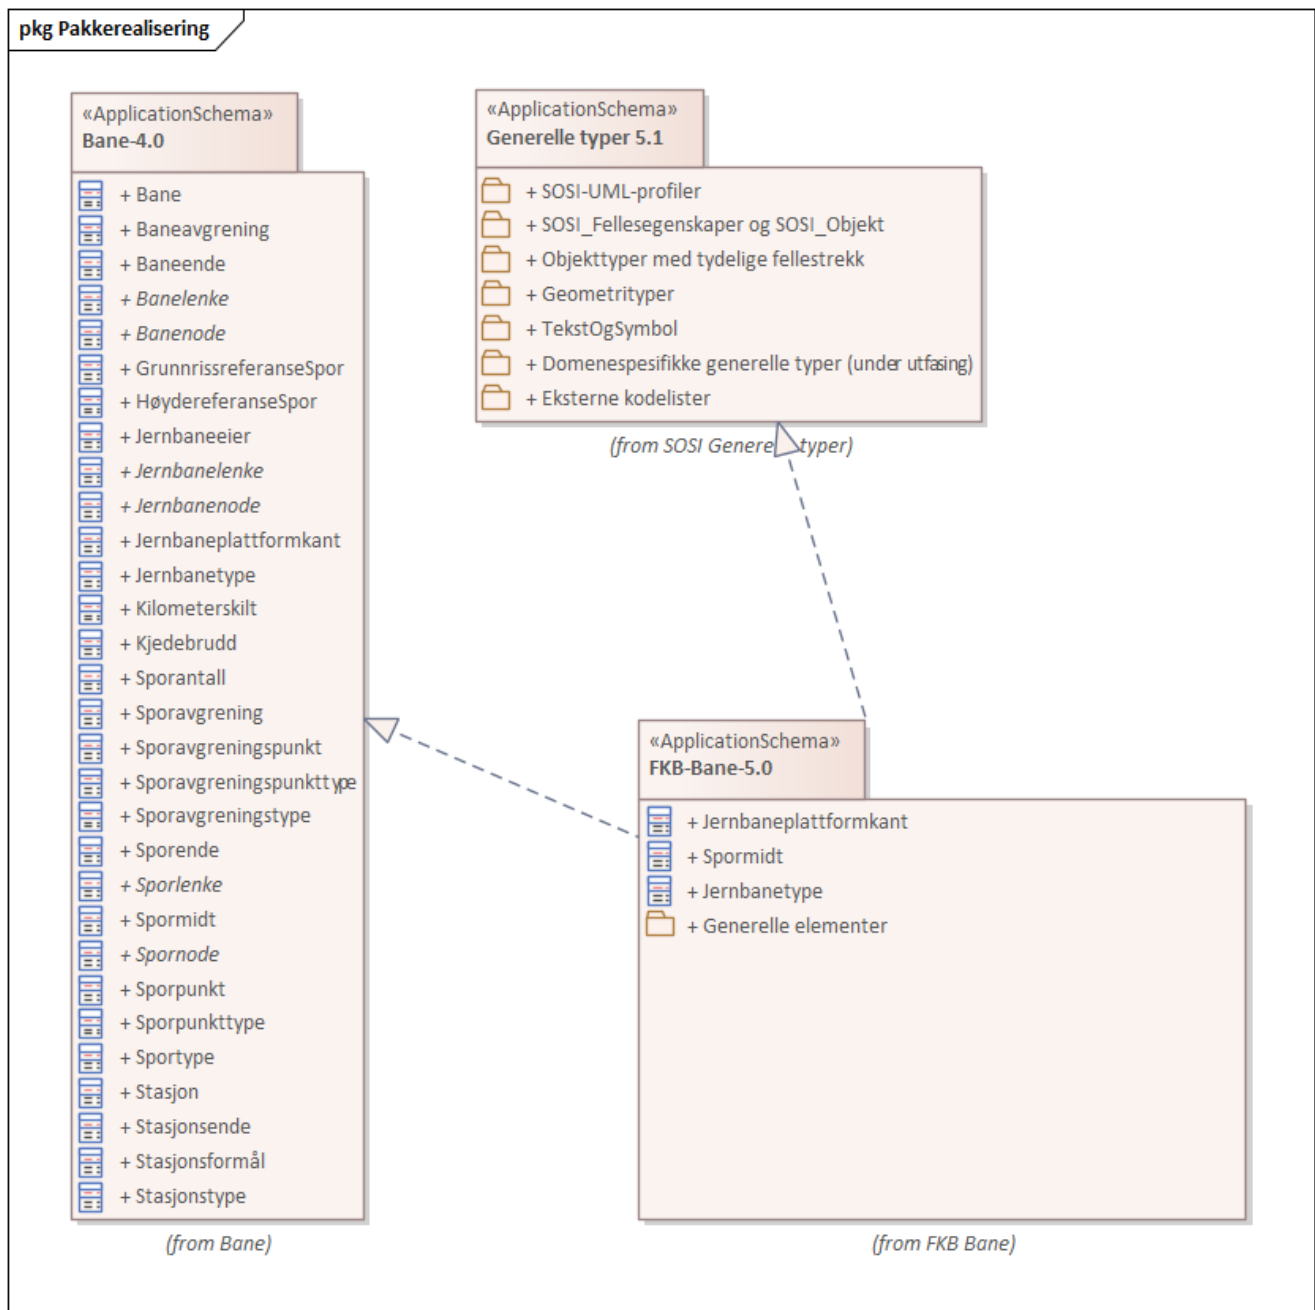 pkg Pakkerealisering
«ApplicationSchema»
Bane-4.0
+ Bane
+ Baneavgrening
+ Baneende
+ Banelenke
+ Banenode
+ GrunnrissreferanseSpor
+ HøydereferanseSpor
+ Jernbaneeier
+ Jernbanelenke
+ Jernbanenode
+ Jernbaneplattformkant
+ Jernbanetype
+ Kilometerskilt
+ Kjedebrudd
+ Sporantall
+ Sporavgrening
+ Sporavgreningspunkt
+ Sporavgreningspunkttype
+ Sporavgreningstype
+ Sporende
+ Sporlenke
+ Spormidt
+ Spornode
+ Sporpunkt
+ Sporpunkttype
+ Sportype
+ Stasjon
+ Stasjonsende
+ Stasjonsformål
+ Stasjonstype
(from Bane)
«ApplicationSchema»
Generelle typer 5.1
+ SOSI-UML-profiler
+ SOSI_Fellesegenskaper og SOSI_Objekt
+ Objekttyper med tydelige fellestrekk
+ Geometrityper
+ TekstOgSymbol
+ Domenespesifikke generelle typer (under utfasing)
+ Eksterne kodelister
(from SOSI Generelle typer)
«ApplicationSchema»
FKB-Bane-5.0
+ Jernbaneplattformkant
+ Spormidt
+ Jernbanetype
+ Generelle elementer
(from FKB Bane)